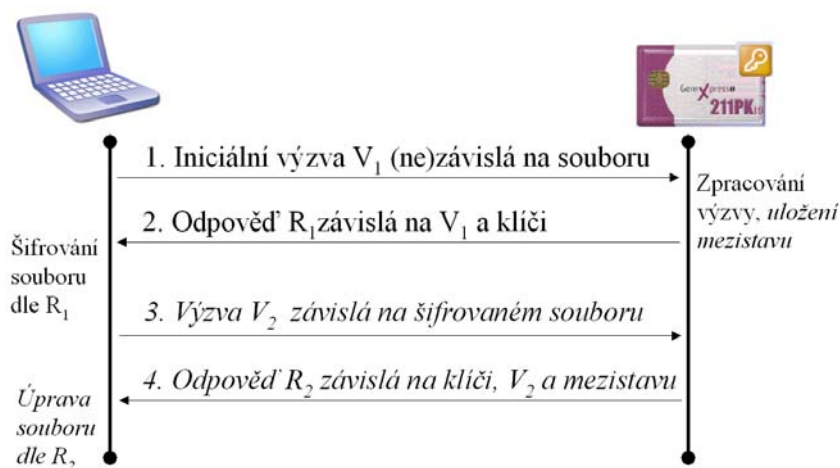 GemXpresso
211PK
1. Iniciální výzva V₁ (ne)závislá na souboru
Zpracování
výzvy, uložení
mezistavu
2. Odpověď R₁závislá na V₁ a klíči
Šifrování
souboru
dle R₁
3. Výzva V₂ závislá na šifrovaném souboru
4. Odpověď R₂ závislá na klíči, V₂ a mezistavu
Úprava
souboru
dle R₂